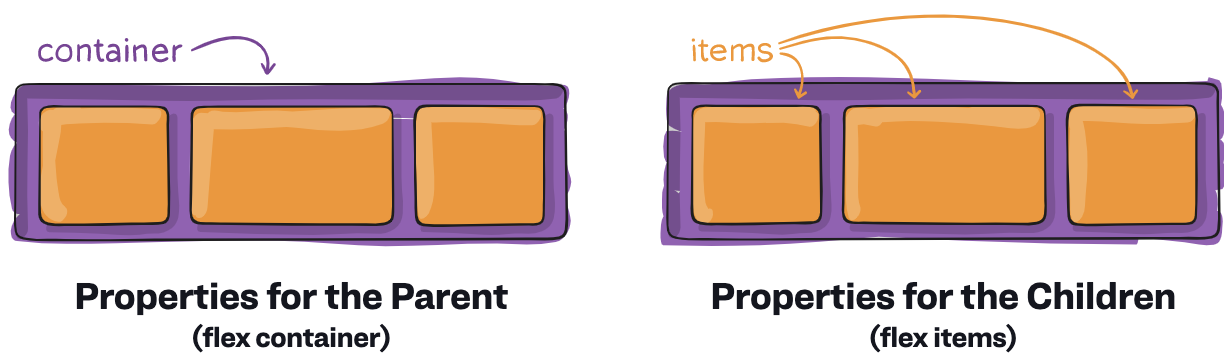 container
Properties for the Parent
(flex container)
items
Properties for the Children
(flex items)